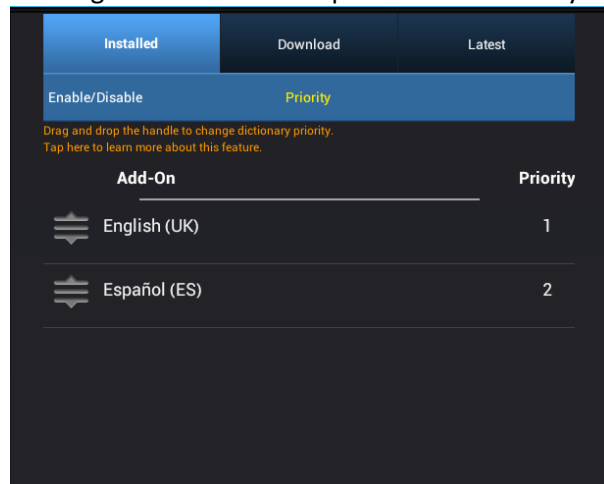 Installed Download Latest
Enable/Disable Priority
Drag and drop the handle to change dictionary priority.
Tap here to learn more about this feature.
Add-On Priority
English (UK) 1
Español (ES) 2